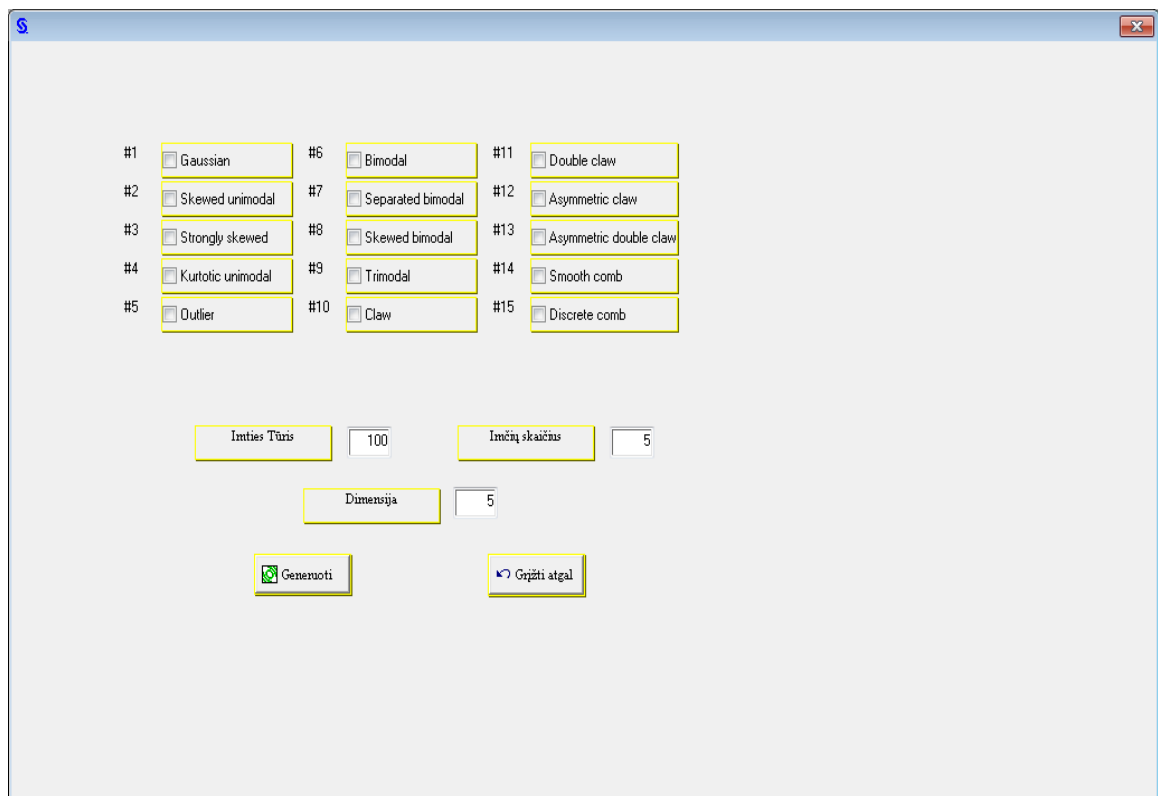 #1 Gaussian #6 Bimodal #11 Double claw
#2 Skewed unimodal #7 Separated bimodal #12 Asymmetric claw
#3 Strongly skewed #8 Skewed bimodal #13 Asymmetric double claw
#4 Kurtotic unimodal #9 Trimodal #14 Smooth comb
#5 Outlier #10 Claw #15 Discrete comb
Imties Tūris 100 Imčių skaičius 5
Dimensija 5
Generuoti Grįžti atgal